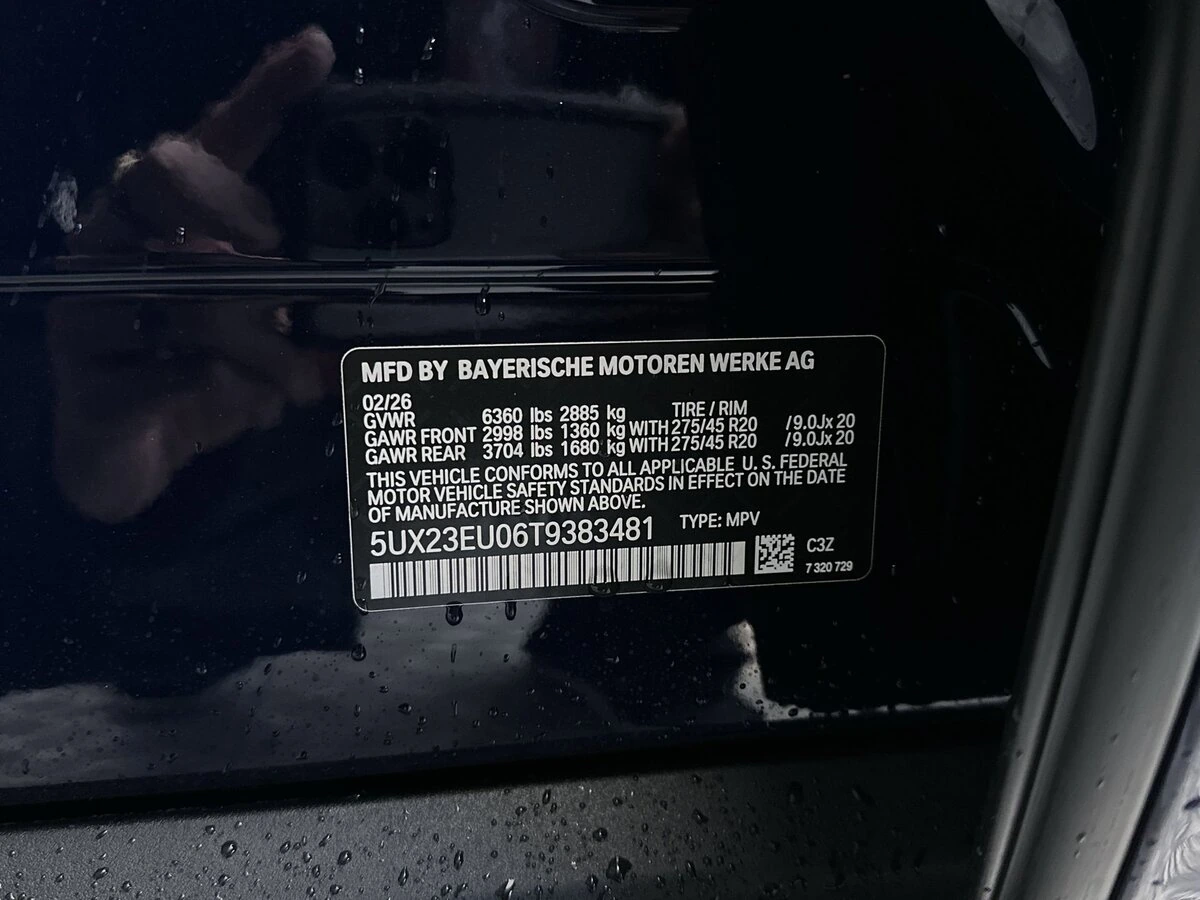 MFD BY BAYERISCHE MOTOREN WERKE AG
02/26
GVWR 6360 lbs 2885 kg TIRE / RIM
GAWR FRONT 2998 lbs 1360 kg WITH 275/45 R20 /9.0Jx 20
GAWR REAR 3704 lbs 1680 kg WITH 275/45 R20 /9.0Jx 20
THIS VEHICLE CONFORMS TO ALL APPLICABLE U. S. FEDERAL
MOTOR VEHICLE SAFETY STANDARDS IN EFFECT ON THE DATE
OF MANUFACTURE SHOWN ABOVE.
5UX23EU06T9383481 TYPE: MPV
C3Z
7 320 729